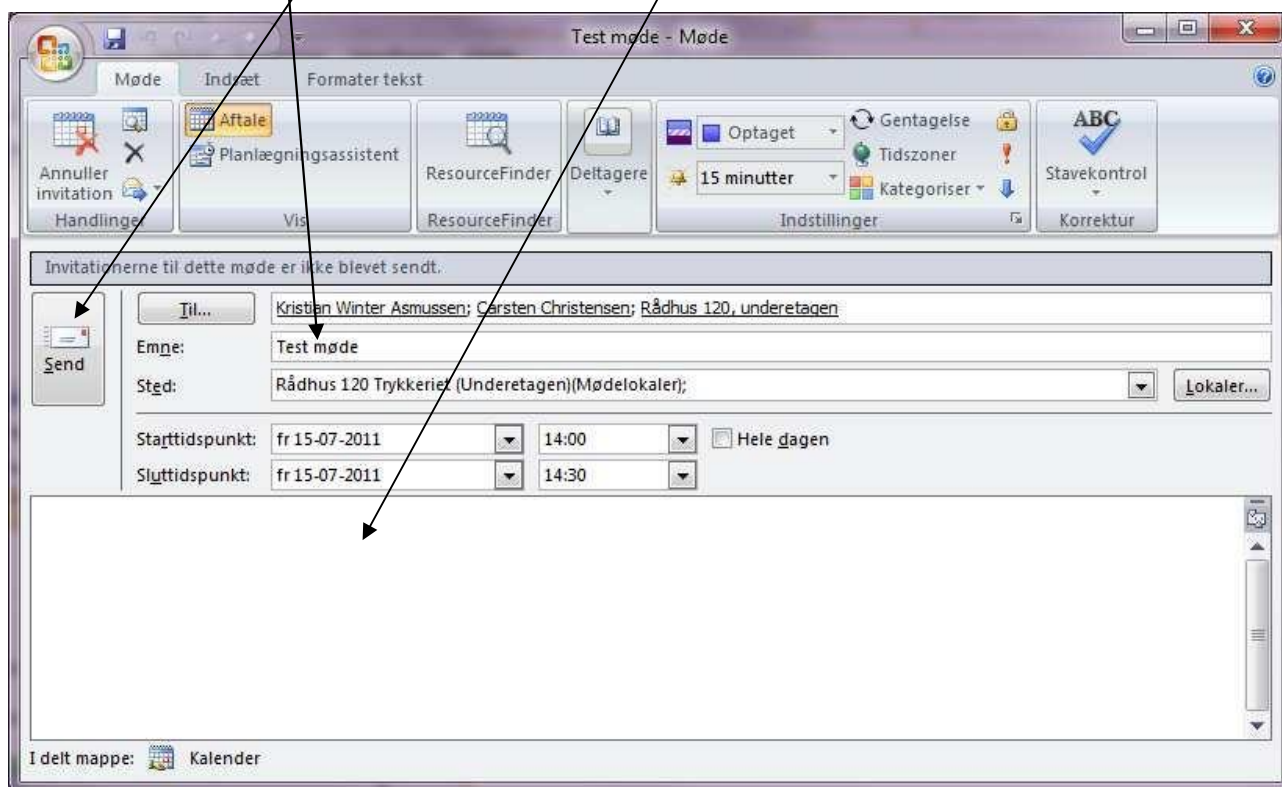 Test møde - Møde
Møde Indsæt Formater tekst
Annuller invitation
Handlinger
Aftale
Planlægningsassistent
Vis
ResourceFinder
ResourceFinder
Deltagere
Optaget
15 minutter
Gentagelse
Tidszoner
Kategoriser
Indstillinger
ABC
Stavekontrol
Korrektur
Invitationerne til dette møde er ikke blevet sendt.
Send
Til... Kristian Winter Asmussen; Carsten Christensen; Rådhus 120, underetagen
Emne: Test møde
Sted: Rådhus 120 Trykkeriet (Underetagen)(Mødelokaler); Lokaler...
Starttidspunkt: fr 15-07-2011 14:00 Hele dagen
Sluttidspunkt: fr 15-07-2011 14:30
I delt mappe: Kalender